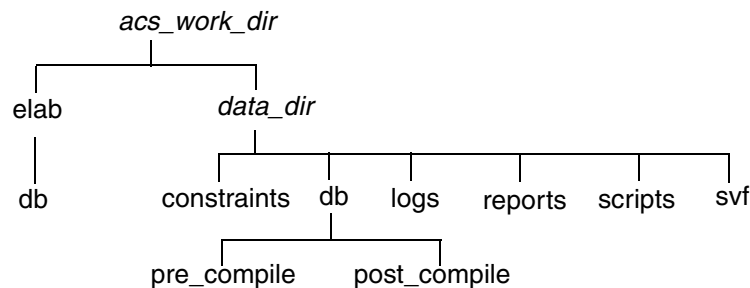 acs_work_dir
elab data_dir
db constraints db logs reports scripts svf
pre_compile post_compile